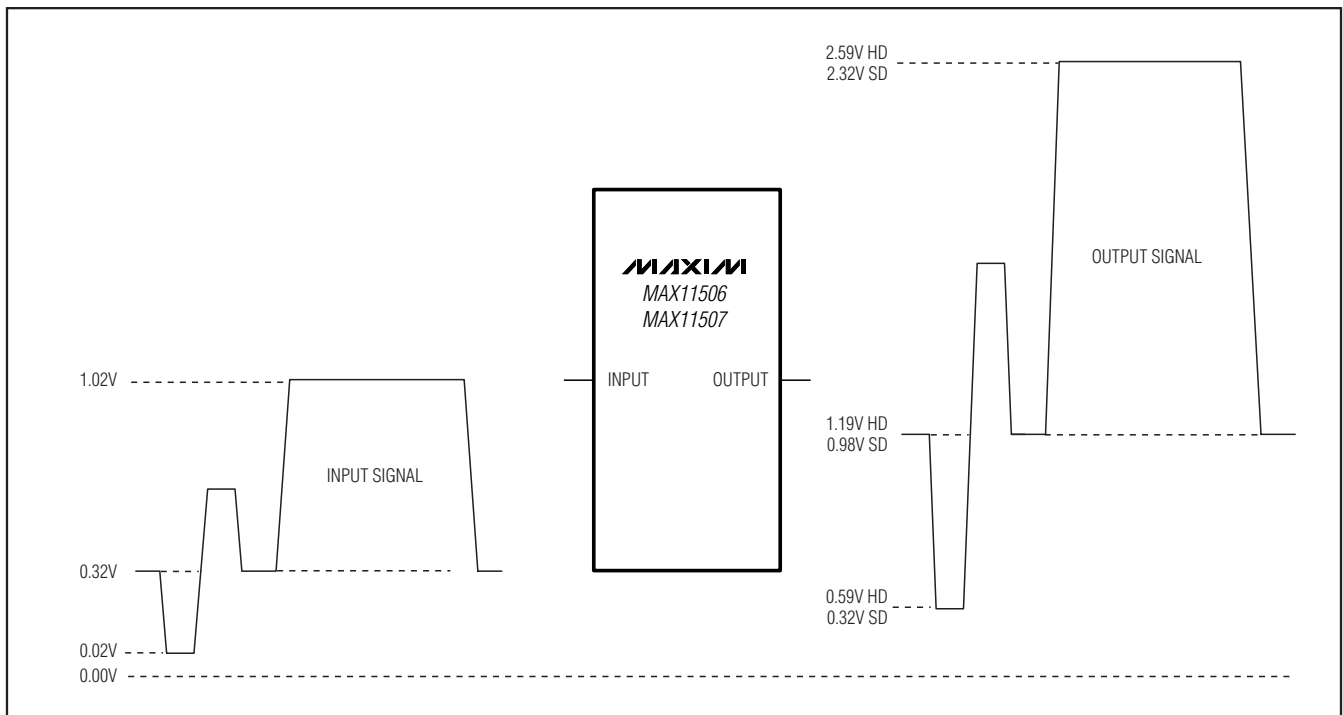 2.59V HD
2.32V SD
MAXIM
MAX11506
MAX11507
OUTPUT SIGNAL
1.02V
INPUT
OUTPUT
INPUT SIGNAL
1.19V HD
0.98V SD
0.32V
0.59V HD
0.32V SD
0.02V
0.00V